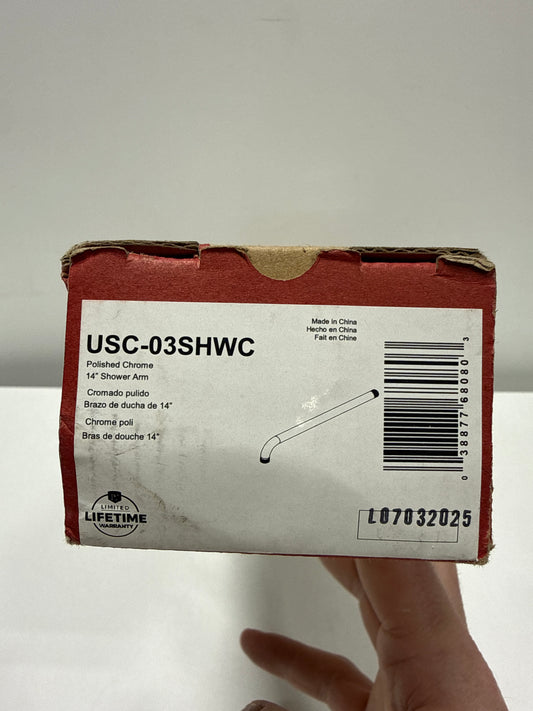 Made in China
Hecho en China
Fait en Chine
USC-03SHWC
Polished Chrome
14" Shower Arm
Cromado pulido
Brazo de ducha de 14"
Chrome poli
Bras de douche 14"
LIMITED
LIFETIME
WARRANTY
0 38877 68080 3
L07032025